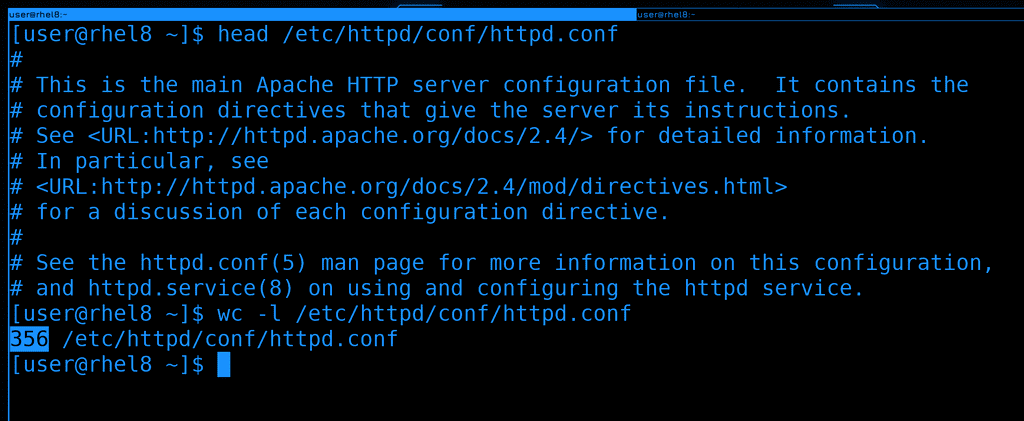 user@rhel8:~
user@rhel8:~
[user@rhel8 ~]$ head /etc/httpd/conf/httpd.conf
#
# This is the main Apache HTTP server configuration file.  It contains the
# configuration directives that give the server its instructions.
# See <URL:http://httpd.apache.org/docs/2.4/> for detailed information.
# In particular, see
# <URL:http://httpd.apache.org/docs/2.4/mod/directives.html>
# for a discussion of each configuration directive.
#
# See the httpd.conf(5) man page for more information on this configuration,
# and httpd.service(8) on using and configuring the httpd service.
[user@rhel8 ~]$ wc -l /etc/httpd/conf/httpd.conf
356 /etc/httpd/conf/httpd.conf
[user@rhel8 ~]$